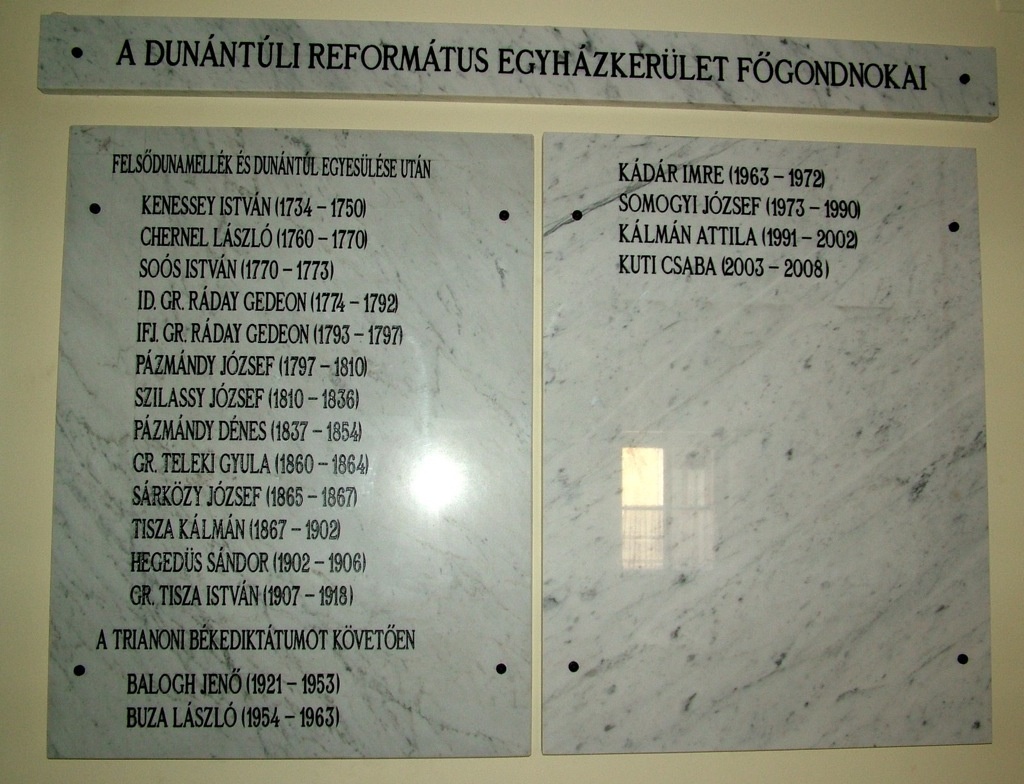 A DUNÁNTÚLI REFORMÁTUS EGYHÁZKERÜLET FŐGONDNOKAI
FELSŐDUNAMELLÉK ÉS DUNÁNTÚL EGYESÜLÉSE UTÁN
KENESSEY ISTVÁN (1734 – 1750)
CHERNEL LÁSZLÓ (1760 – 1770)
SOÓS ISTVÁN (1770 – 1773)
ID. GR. RÁDAY GEDEON (1774 – 1792)
IFJ. GR. RÁDAY GEDEON (1793 – 1797)
PÁZMÁNDY JÓZSEF (1797 – 1810)
SZILASSY JÓZSEF (1810 – 1836)
PÁZMÁNDY DÉNES (1837 – 1854)
GR. TELEKI GYULA (1860 – 1864)
SÁRKÖZY JÓZSEF (1865 – 1867)
TISZA KÁLMÁN (1867 – 1902)
HEGEDÜS SÁNDOR (1902 – 1906)
GR. TISZA ISTVÁN (1907 – 1918)
A TRIANONI BÉKEDIKTÁTUMOT KÖVETŐEN
BALOGH JENŐ (1921 – 1953)
BUZA LÁSZLÓ (1954 – 1963)
KÁDÁR IMRE (1963 – 1972)
SOMOGYI JÓZSEF (1973 – 1990)
KÁLMÁN ATTILA (1991 – 2002)
KUTI CSABA (2003 – 2008)